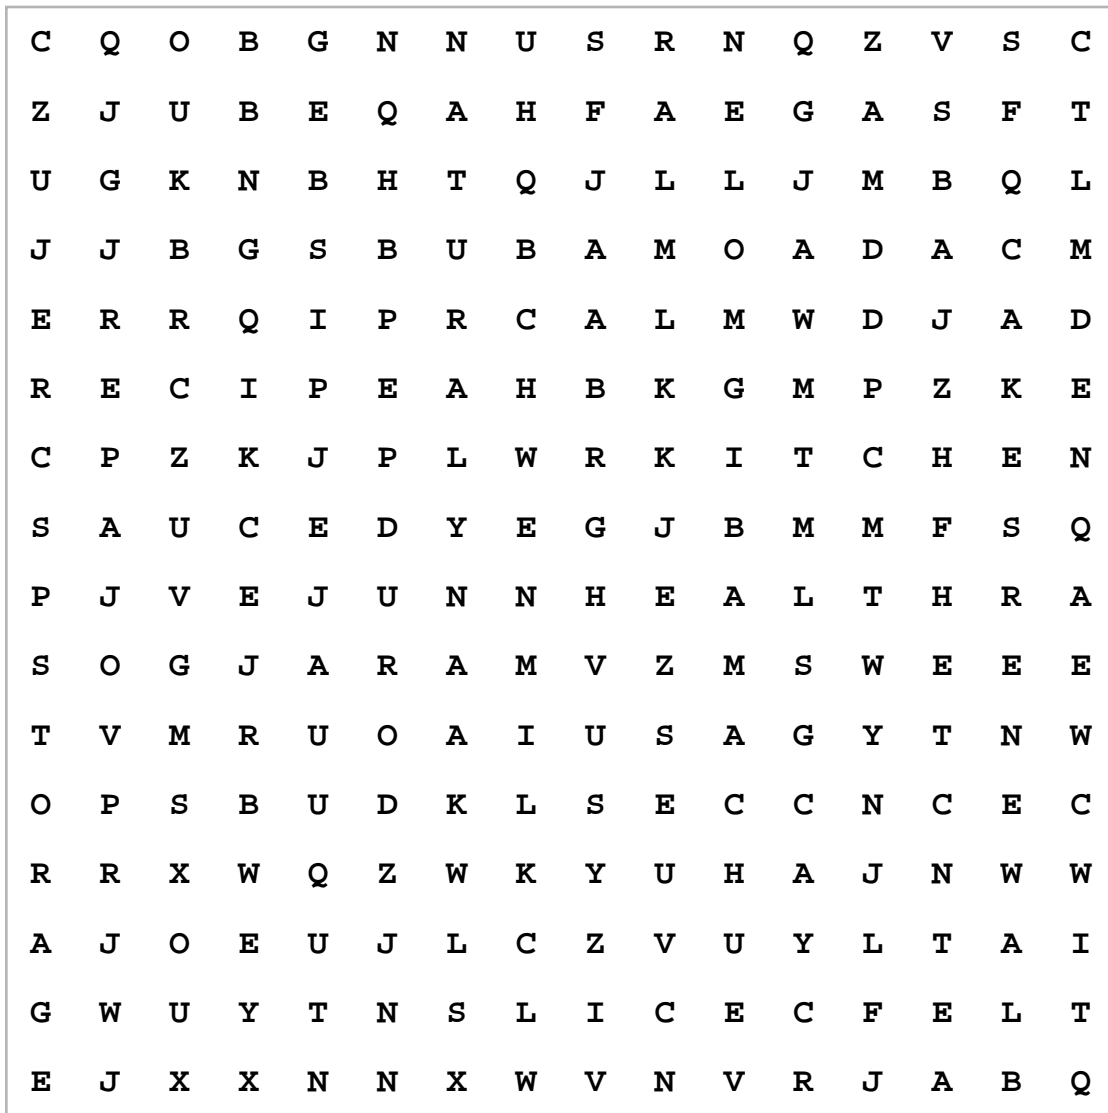 C Q O B G N N U S R N Q Z V S C
Z J U B E Q A H F A E G A S F T
U G K N B H T Q J L L J M B Q L
J J B G S B U B A M O A D A C M
E R R Q I P R C A L M W D J A D
R E C I P E A H B K G M P Z K E
C P Z K J P L W R K I T C H E N
S A U C E D Y E G J B M M F S Q
P J V E J U N N H E A L T H R A
S O G J A R A M V Z M S W E E E
T V M R U O A I U S A G Y T N W
O P S B U D K L S E C C N C E C
R R X W Q Z W K Y U H A J N W W
A J O E U J L C Z V U Y L T A I
G W U Y T N S L I C E C F E L T
E J X X N N X W V N V R J A B Q